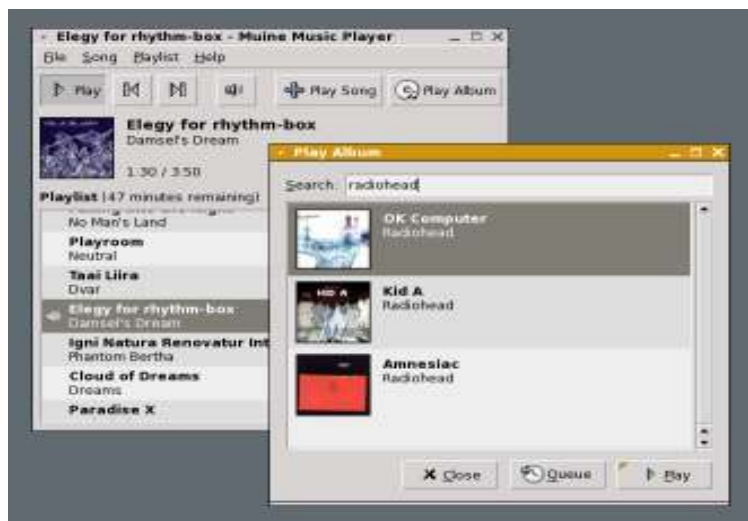 Elegy for rhythm-box - Muine Music Player
File Song Playlist Help
Play Play Song Play Album
Elegy for rhythm-box
Damsel's Dream
1:30 / 3:50
Playlist (47 minutes remaining)
No Man's Land
Playroom
Neutral
Taai Liira
Dvar
Elegy for rhythm-box
Damsel's Dream
Igni Natura Renovatur Int
Phantom Bertha
Cloud of Dreams
Dreams
Paradise X
Play Album
Search: radiohead
OK Computer
Radiohead
KID A
Kid A
Radiohead
Amnesiac
Radiohead
Close Queue Play